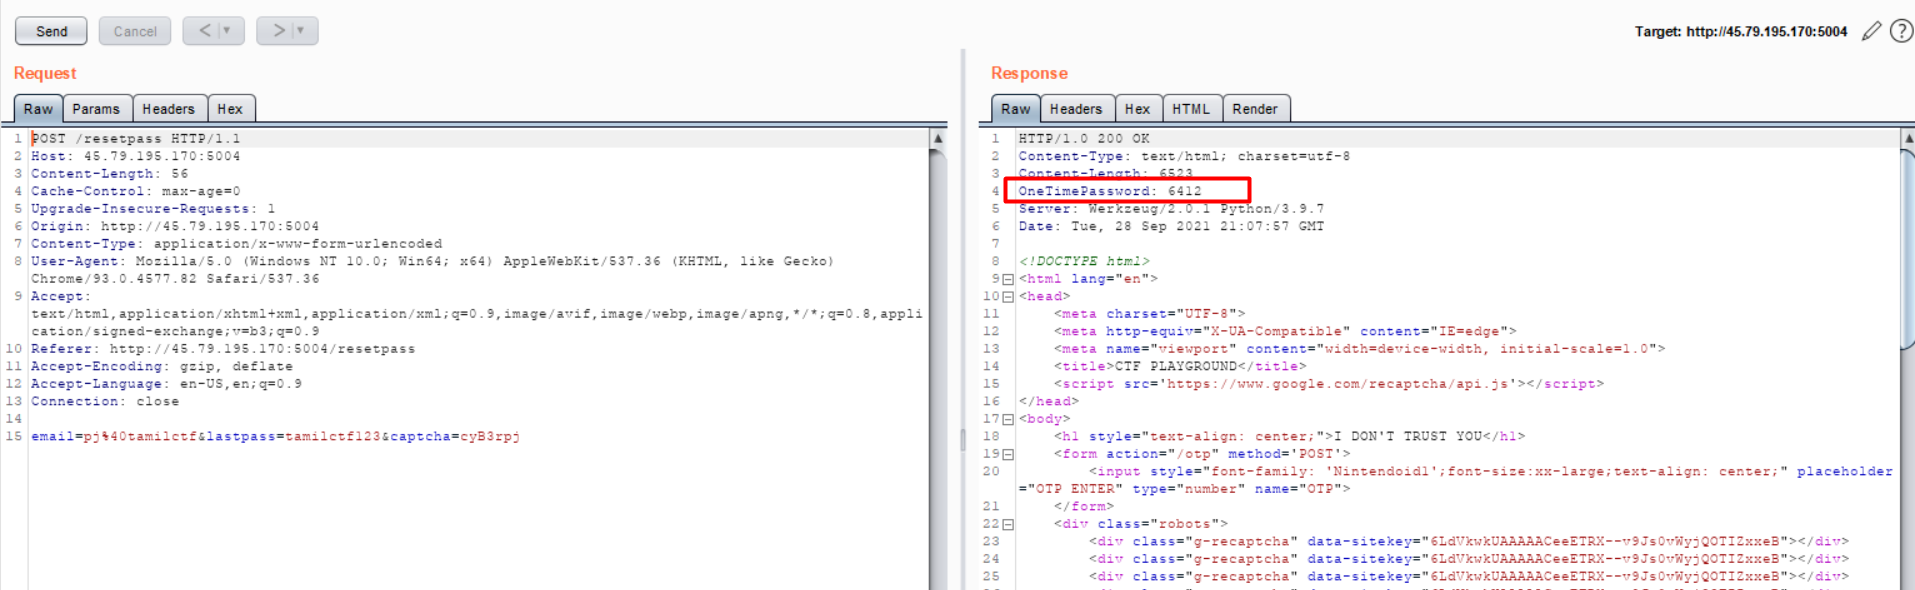 Send Cancel < > Target: http://45.79.195.170:5004 ?
Request
Raw Params Headers Hex
1 POST /resetpass HTTP/1.1
2 Host: 45.79.195.170:5004
3 Content-Length: 56
4 Cache-Control: max-age=0
5 Upgrade-Insecure-Requests: 1
6 Origin: http://45.79.195.170:5004
7 Content-Type: application/x-www-form-urlencoded
8 User-Agent: Mozilla/5.0 (Windows NT 10.0; Win64; x64) AppleWebKit/537.36 (KHTML, like Gecko)
Chrome/93.0.4577.82 Safari/537.36
9 Accept:
text/html,application/xhtml+xml,application/xml;q=0.9,image/avif,image/webp,image/apng,*/*;q=0.8,appli
cation/signed-exchange;v=b3;q=0.9
10 Referer: http://45.79.195.170:5004/resetpass
11 Accept-Encoding: gzip, deflate
12 Accept-Language: en-US,en;q=0.9
13 Connection: close
14
15 email=pj%40tamilctf&lastpass=tamilctf123&captcha=cyB3rpj
Response
Raw Headers Hex HTML Render
1 HTTP/1.0 200 OK
2 Content-Type: text/html; charset=utf-8
3 Content-Length: 6523
4 OneTimePassword: 6412
5 Server: Werkzeug/2.0.1 Python/3.9.7
6 Date: Tue, 28 Sep 2021 21:07:57 GMT
7
8 <!DOCTYPE html>
9 <html lang="en">
10 <head>
11 <meta charset="UTF-8">
12 <meta http-equiv="X-UA-Compatible" content="IE=edge">
13 <meta name="viewport" content="width=device-width, initial-scale=1.0">
14 <title>CTF PLAYGROUND</title>
15 <script src='https://www.google.com/recaptcha/api.js'></script>
16 </head>
17 <body>
18 <h1 style="text-align: center;">I DON'T TRUST YOU</h1>
19 <form action="/otp" method='POST'>
20 <input style="font-family: 'Nintendoid1';font-size:xx-large;text-align: center;" placeholder
="OTP ENTER" type="number" name="OTP">
21 </form>
22 <div class="robots">
23 <div class="g-recaptcha" data-sitekey="6LdVkwkUAAAAACeeETRX--v9Js0vWyjQOTIZxxeB"></div>
24 <div class="g-recaptcha" data-sitekey="6LdVkwkUAAAAACeeETRX--v9Js0vWyjQOTIZxxeB"></div>
25 <div class="g-recaptcha" data-sitekey="6LdVkwkUAAAAACeeETRX--v9Js0vWyjQOTIZxxeB"></div>